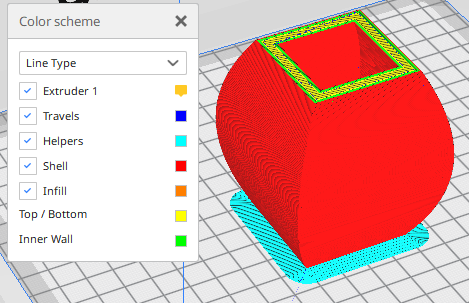 Color scheme
Line Type
Extruder 1
Travels
Helpers
Shell
Infill
Top / Bottom
Inner Wall